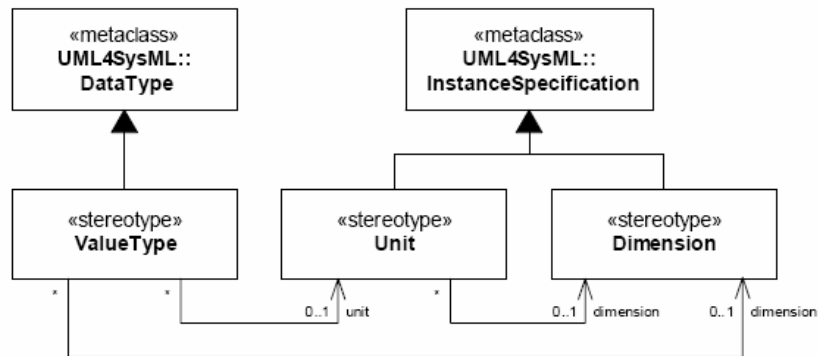 «metaclass»
UML4SysML::
DataType
«metaclass»
UML4SysML::
InstanceSpecification
«stereotype»
ValueType
«stereotype»
Unit
«stereotype»
Dimension
*
*
0..1
unit
*
0..1
dimension
0..1
dimension